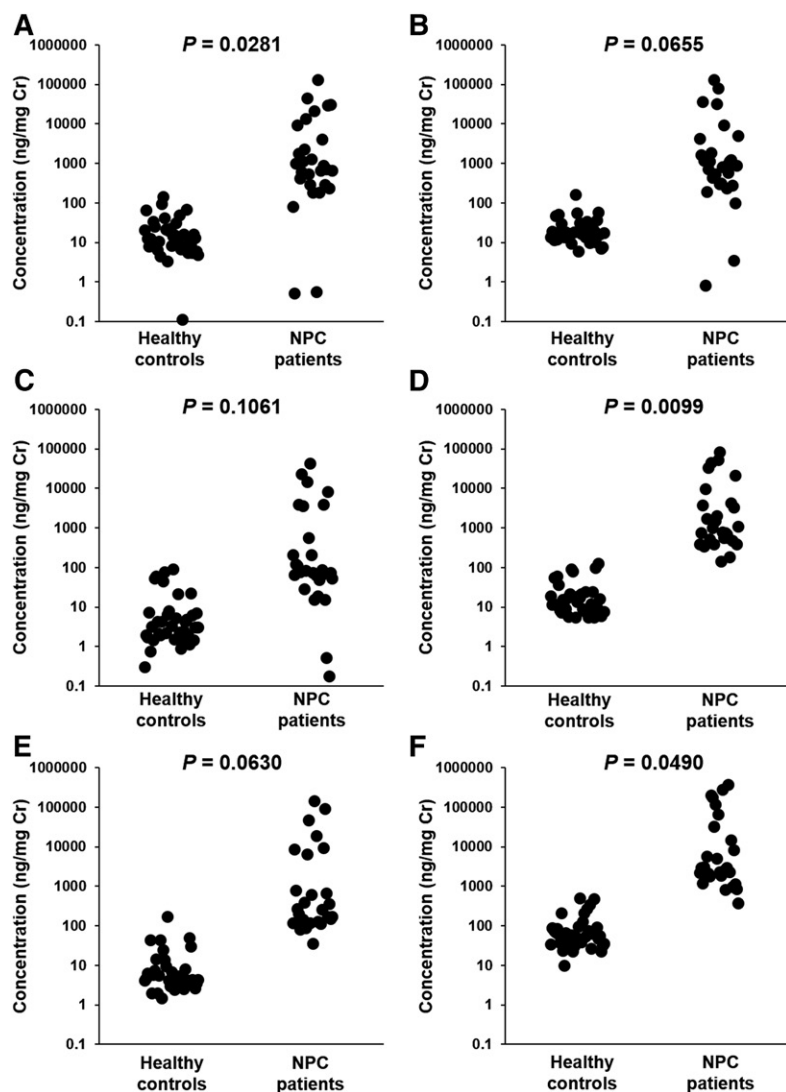 A
P = 0.0281
Concentration (ng/mg Cr)
1000000
100000
10000
1000
100
10
1
0.1
Healthy
controls
NPC
patients
B
P = 0.0655
Concentration (ng/mg Cr)
1000000
100000
10000
1000
100
10
1
0.1
Healthy
controls
NPC
patients
C
P = 0.1061
Concentration (ng/mg Cr)
1000000
100000
10000
1000
100
10
1
0.1
Healthy
controls
NPC
patients
D
P = 0.0099
Concentration (ng/mg Cr)
1000000
100000
10000
1000
100
10
1
0.1
Healthy
controls
NPC
patients
E
P = 0.0630
Concentration (ng/mg Cr)
1000000
100000
10000
1000
100
10
1
0.1
Healthy
controls
NPC
patients
F
P = 0.0490
Concentration (ng/mg Cr)
1000000
100000
10000
1000
100
10
1
0.1
Healthy
controls
NPC
patients